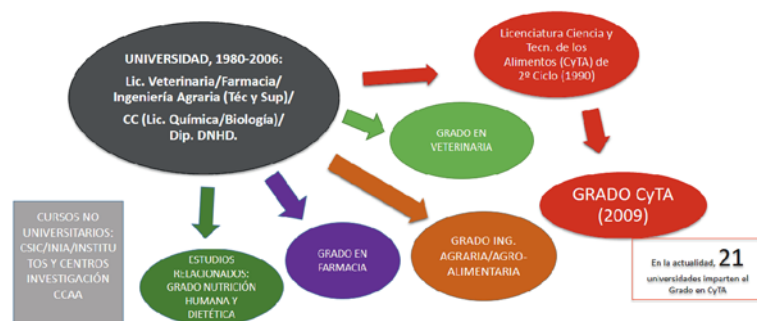 UNIVERSIDAD, 1980-2006:
Lic. Veterinaria/Farmacia/
Ingeniería Agraria (Téc y Sup)/
CC (Lic. Química/Biología)/
Dip. DNHD.
Licenciatura Ciencia y
Tecn. de los
Alimentos (CyTA) de
2º Ciclo (1990)
GRADO EN
VETERINARIA
GRADO CyTA
(2009)
CURSOS NO
UNIVERSITARIOS:
CSIC/INIA/INSTITU
TOS Y CENTROS
INVESTIGACIÓN
CCAA
ESTUDIOS
RELACIONADOS:
GRADO NUTRICIÓN
HUMANA Y
DIETÉTICA
GRADO EN
FARMACIA
GRADO ING.
AGRARIA/AGRO-
ALIMENTARIA
En la actualidad, 21
universidades imparten el
Grado en CyTA